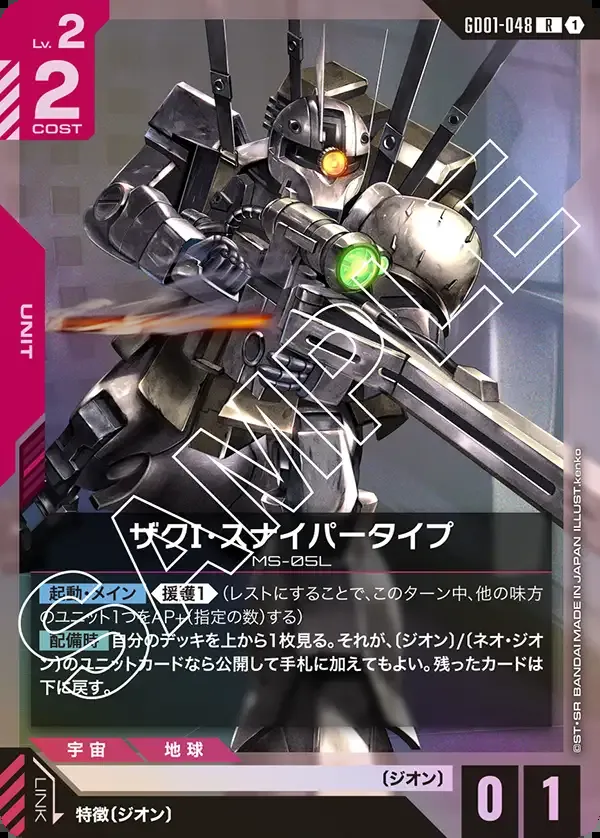 Lv.2
GD01-048 R 1
2
COST
UNIT
SAMPLE
ザクⅠ・スナイパータイプ
MS-05L
起動・メイン 援護1 （レストにすることで、このターン中、他の味方
のユニット1つをAP+(指定の数)する）
配備時 自分のデッキを上から1枚見る。それが、〔ジオン〕/〔ネオ・ジオ
ン〕のユニットカードなら公開して手札に加えてもよい。残ったカードは
下に戻す。
宇宙 地球
〔ジオン〕
LINK
特徴〔ジオン〕
0 1
©ST・SR BANDAI MADE IN JAPAN ILLUST.kenko